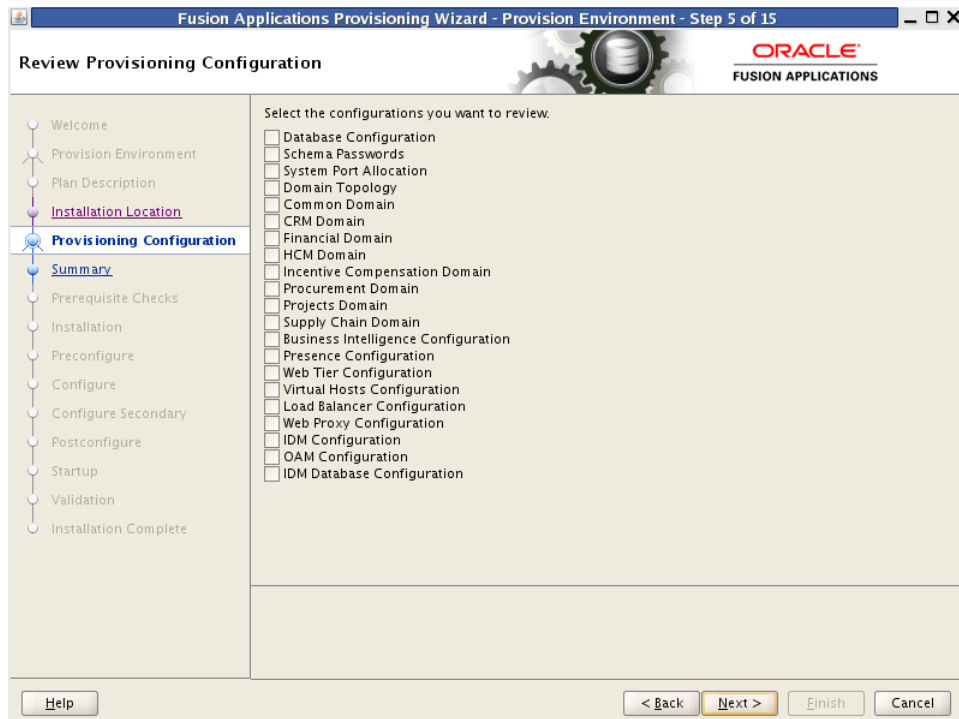 Fusion Applications Provisioning Wizard - Provision Environment - Step 5 of 15
Review Provisioning Configuration
ORACLE
FUSION APPLICATIONS
Welcome
Provision Environment
Plan Description
Installation Location
Provisioning Configuration
Summary
Prerequisite Checks
Installation
Preconfigure
Configure
Configure Secondary
Postconfigure
Startup
Validation
Installation Complete
Select the configurations you want to review.
Database Configuration
Schema Passwords
System Port Allocation
Domain Topology
Common Domain
CRM Domain
Financial Domain
HCM Domain
Incentive Compensation Domain
Procurement Domain
Projects Domain
Supply Chain Domain
Business Intelligence Configuration
Presence Configuration
Web Tier Configuration
Virtual Hosts Configuration
Load Balancer Configuration
Web Proxy Configuration
IDM Configuration
OAM Configuration
IDM Database Configuration
Help
< Back
Next >
Finish
Cancel